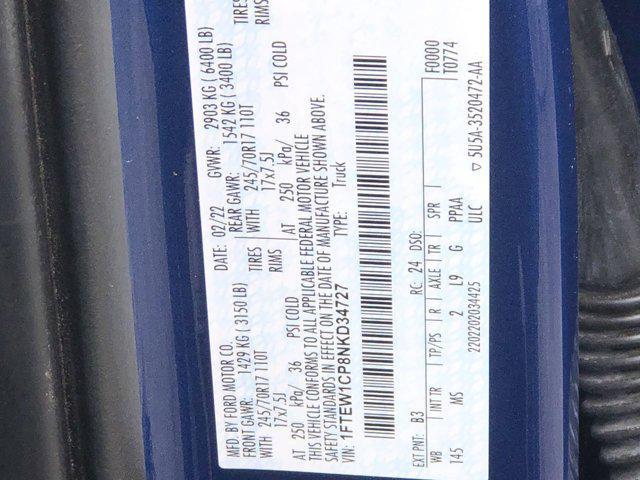 MFD. BY FORD MOTOR CO.
DATE: 02/22 GVWR: 2903 KG (6400 LB)
FRONT GAWR: 1429 KG (3150 LB) REAR GAWR: 1542 KG (3400 LB)
WITH 245/70R17 110T TIRES WITH 245/70R17 110T TIRES
17x7.5J RIMS 17x7.5J RIMS
AT 250 kPa/ 36 PSI COLD AT 250 kPa/ 36 PSI COLD
THIS VEHICLE CONFORMS TO ALL APPLICABLE FEDERAL MOTOR VEHICLE
SAFETY STANDARDS IN EFFECT ON THE DATE OF MANUFACTURE SHOWN ABOVE.
VIN: 1FTEW1CP8NKD34727 TYPE: Truck
F0000
T0774
EXT PNT: B3 RC: 24 DSO:
WB INT TR TP/PS R AXLE TR SPR
145 MS 2 L9 G PPAA
2202202034425 ULC ▽ 5U5A-3520472-AA